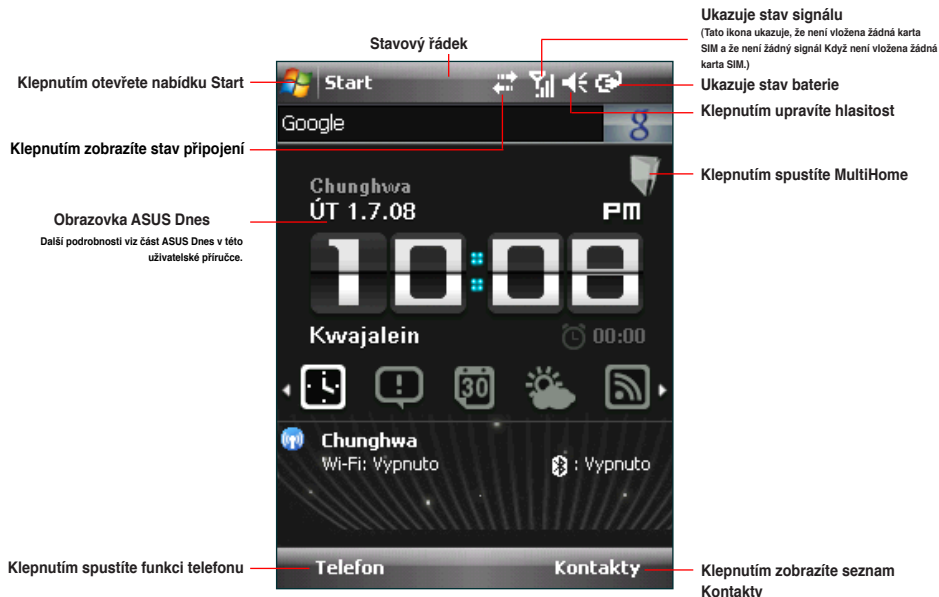 Ukazuje stav signálu
(Tato ikona ukazuje, že není vložena žádná karta
SIM a že není žádný signál Když není vložena žádná
karta SIM.)
Stavový řádek
Klepnutím otevřete nabídku Start
Start
Ukazuje stav baterie
Klepnutím upravíte hlasitost
Google
g
Klepnutím zobrazíte stav připojení
Klepnutím spustíte MultiHome
Chunghwa
ÚT 1.7.08
PM
Obrazovka ASUS Dnes
Další podrobnosti viz část ASUS Dnes v této
uživatelské příručce.
10:08
Kwajalein
00:00
30
Chunghwa
Wi-Fi: Vypnuto
: Vypnuto
Klepnutím spustíte funkci telefonu
Telefon
Kontakty
Klepnutím zobrazíte seznam
Kontakty